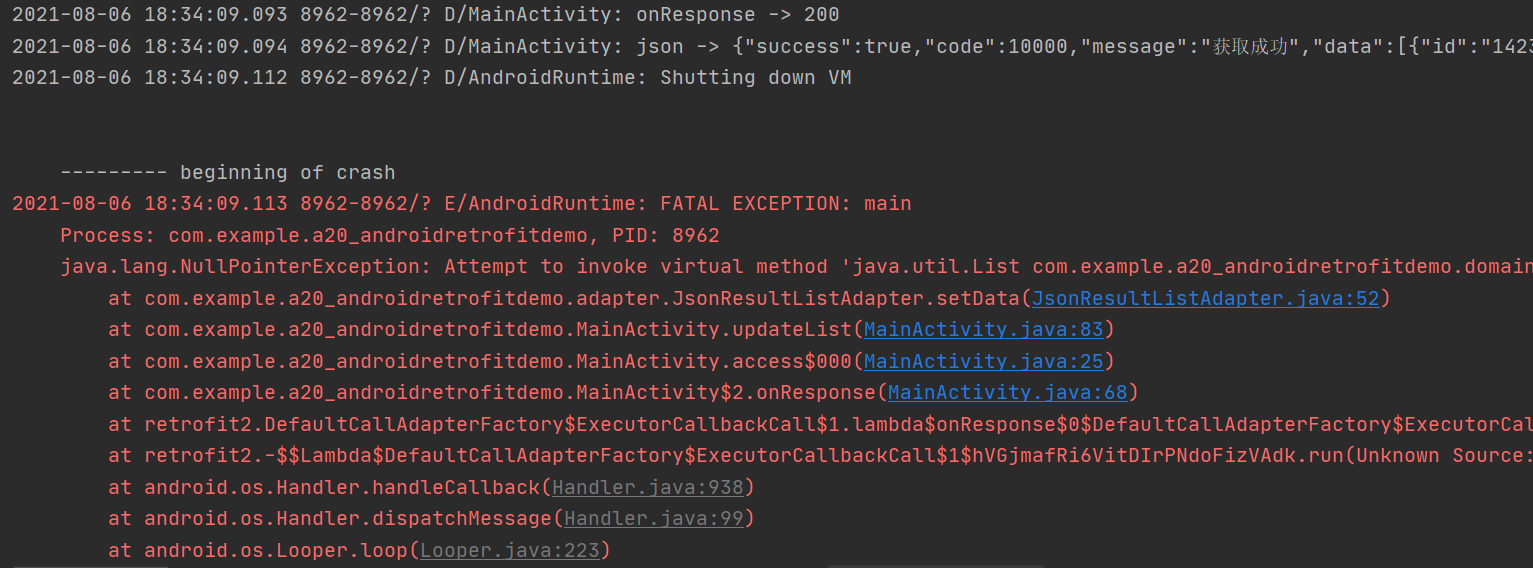 2021-08-06 18:34:09.093 8962-8962/? D/MainActivity: onResponse -> 200
2021-08-06 18:34:09.094 8962-8962/? D/MainActivity: json -> {"success":true,"code":10000,"message":"获取成功","data":[{"id":"1423
2021-08-06 18:34:09.112 8962-8962/? D/AndroidRuntime: Shutting down VM
--------- beginning of crash
2021-08-06 18:34:09.113 8962-8962/? E/AndroidRuntime: FATAL EXCEPTION: main
Process: com.example.a20_androidretrofitdemo, PID: 8962
java.lang.NullPointerException: Attempt to invoke virtual method 'java.util.List com.example.a20_androidretrofitdemo.domain
at com.example.a20_androidretrofitdemo.adapter.JsonResultListAdapter.setData(JsonResultListAdapter.java:52)
at com.example.a20_androidretrofitdemo.MainActivity.updateList(MainActivity.java:83)
at com.example.a20_androidretrofitdemo.MainActivity.access$000(MainActivity.java:25)
at com.example.a20_androidretrofitdemo.MainActivity$2.onResponse(MainActivity.java:68)
at retrofit2.DefaultCallAdapterFactory$ExecutorCallbackCall$1.lambda$onResponse$0$DefaultCallAdapterFactory$ExecutorCal
at retrofit2.-$$Lambda$DefaultCallAdapterFactory$ExecutorCallbackCall$1$hVGjmafRi6VitDIrPNdoFizVAdk.run(Unknown Source:
at android.os.Handler.handleCallback(Handler.java:938)
at android.os.Handler.dispatchMessage(Handler.java:99)
at android.os.Looper.loop(Looper.java:223)